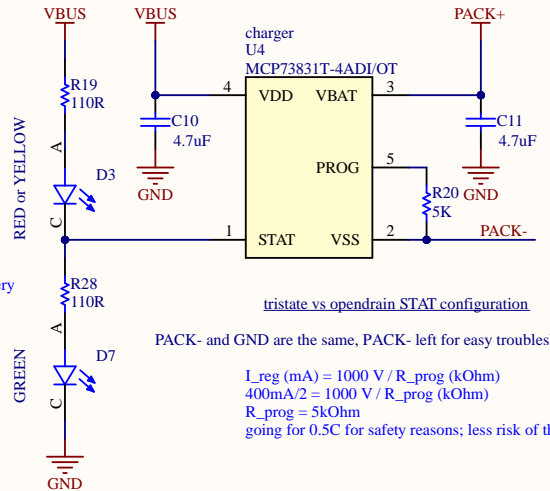 VBUS
VBUS
PACK+
charger
U4
MCP73831T-4ADI/OT
R19
110R
4
VDD
VBAT
3
C10
4.7uF
C11
4.7uF
A
GND
PROG
5
D3
R20
5K
GND
RED or YELLOW
C
1
STAT
VSS
2
PACK-
R28
110R
tristate vs opendrain STAT configuration
A
PACK- and GND are the same, PACK- left for easy
D7
GREEN
I_reg (mA) = 1000 V / R_prog (kOhm)
400mA/2 = 1000 V / R_prog (kOhm)
R_prog = 5kOhm
C
going for 0.5C for safety reasons; less risk of
GND